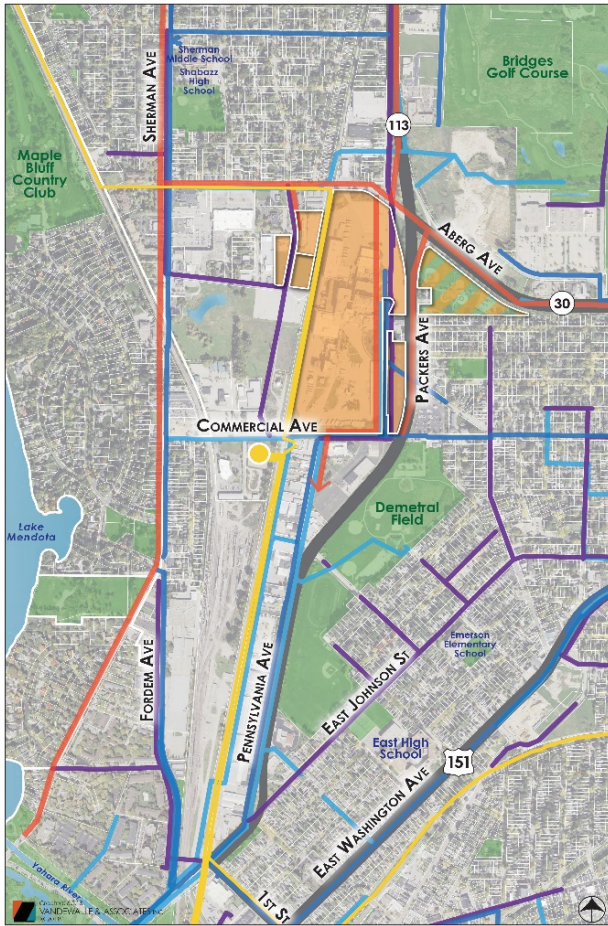 Sherman
Middle School
Shabazz
High
School
Bridges
Golf Course
SHERMAN AVE
113
Maple
Bluff
Country
Club
ABERG AVE
30
PACKERS AVE
COMMERCIAL AVE
Lake
Mendota
Demetral
Field
FORDEM AVE
PENNSYLVANIA AVE
EAST JOHNSON ST
Emerson
Elementary
School
East High
School
151
EAST WASHINGTON AVE
1ST ST
Yahara River
VANDEWALLE & ASSOCIATES INC.